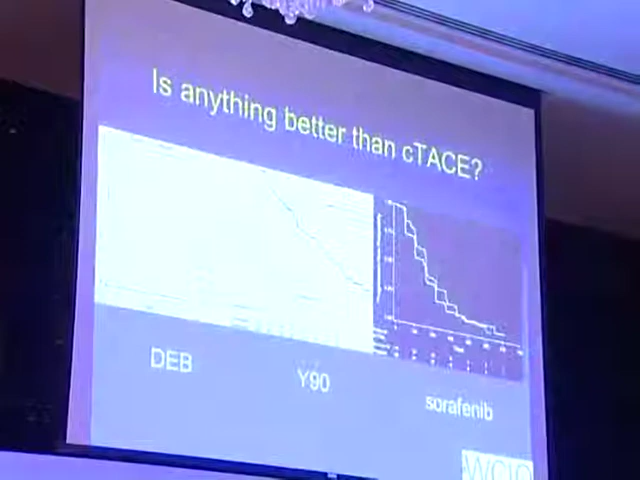 Is anything better than cTACE?
DEB
Y90
sorafenib
WCIO